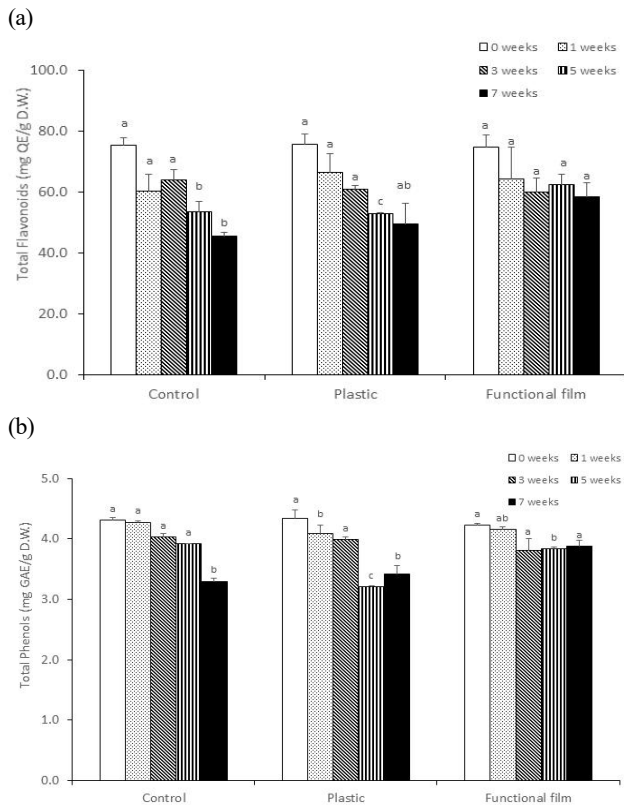 (a)
0 weeks 1 weeks
3 weeks 5 weeks
7 weeks
Total Flavonoids (mg QE/g D.W.)
100.0
80.0
60.0
40.0
20.0
0.0
a a a b b
a a a c ab
a a a a a
Control Plastic Functional film
(b)
0 weeks 1 weeks
3 weeks 5 weeks
7 weeks
Total Phenols (mg GAE/g D.W.)
5.0
4.0
3.0
2.0
1.0
0.0
a a a a b
a b a c b
a ab a b a
Control Plastic Functional film